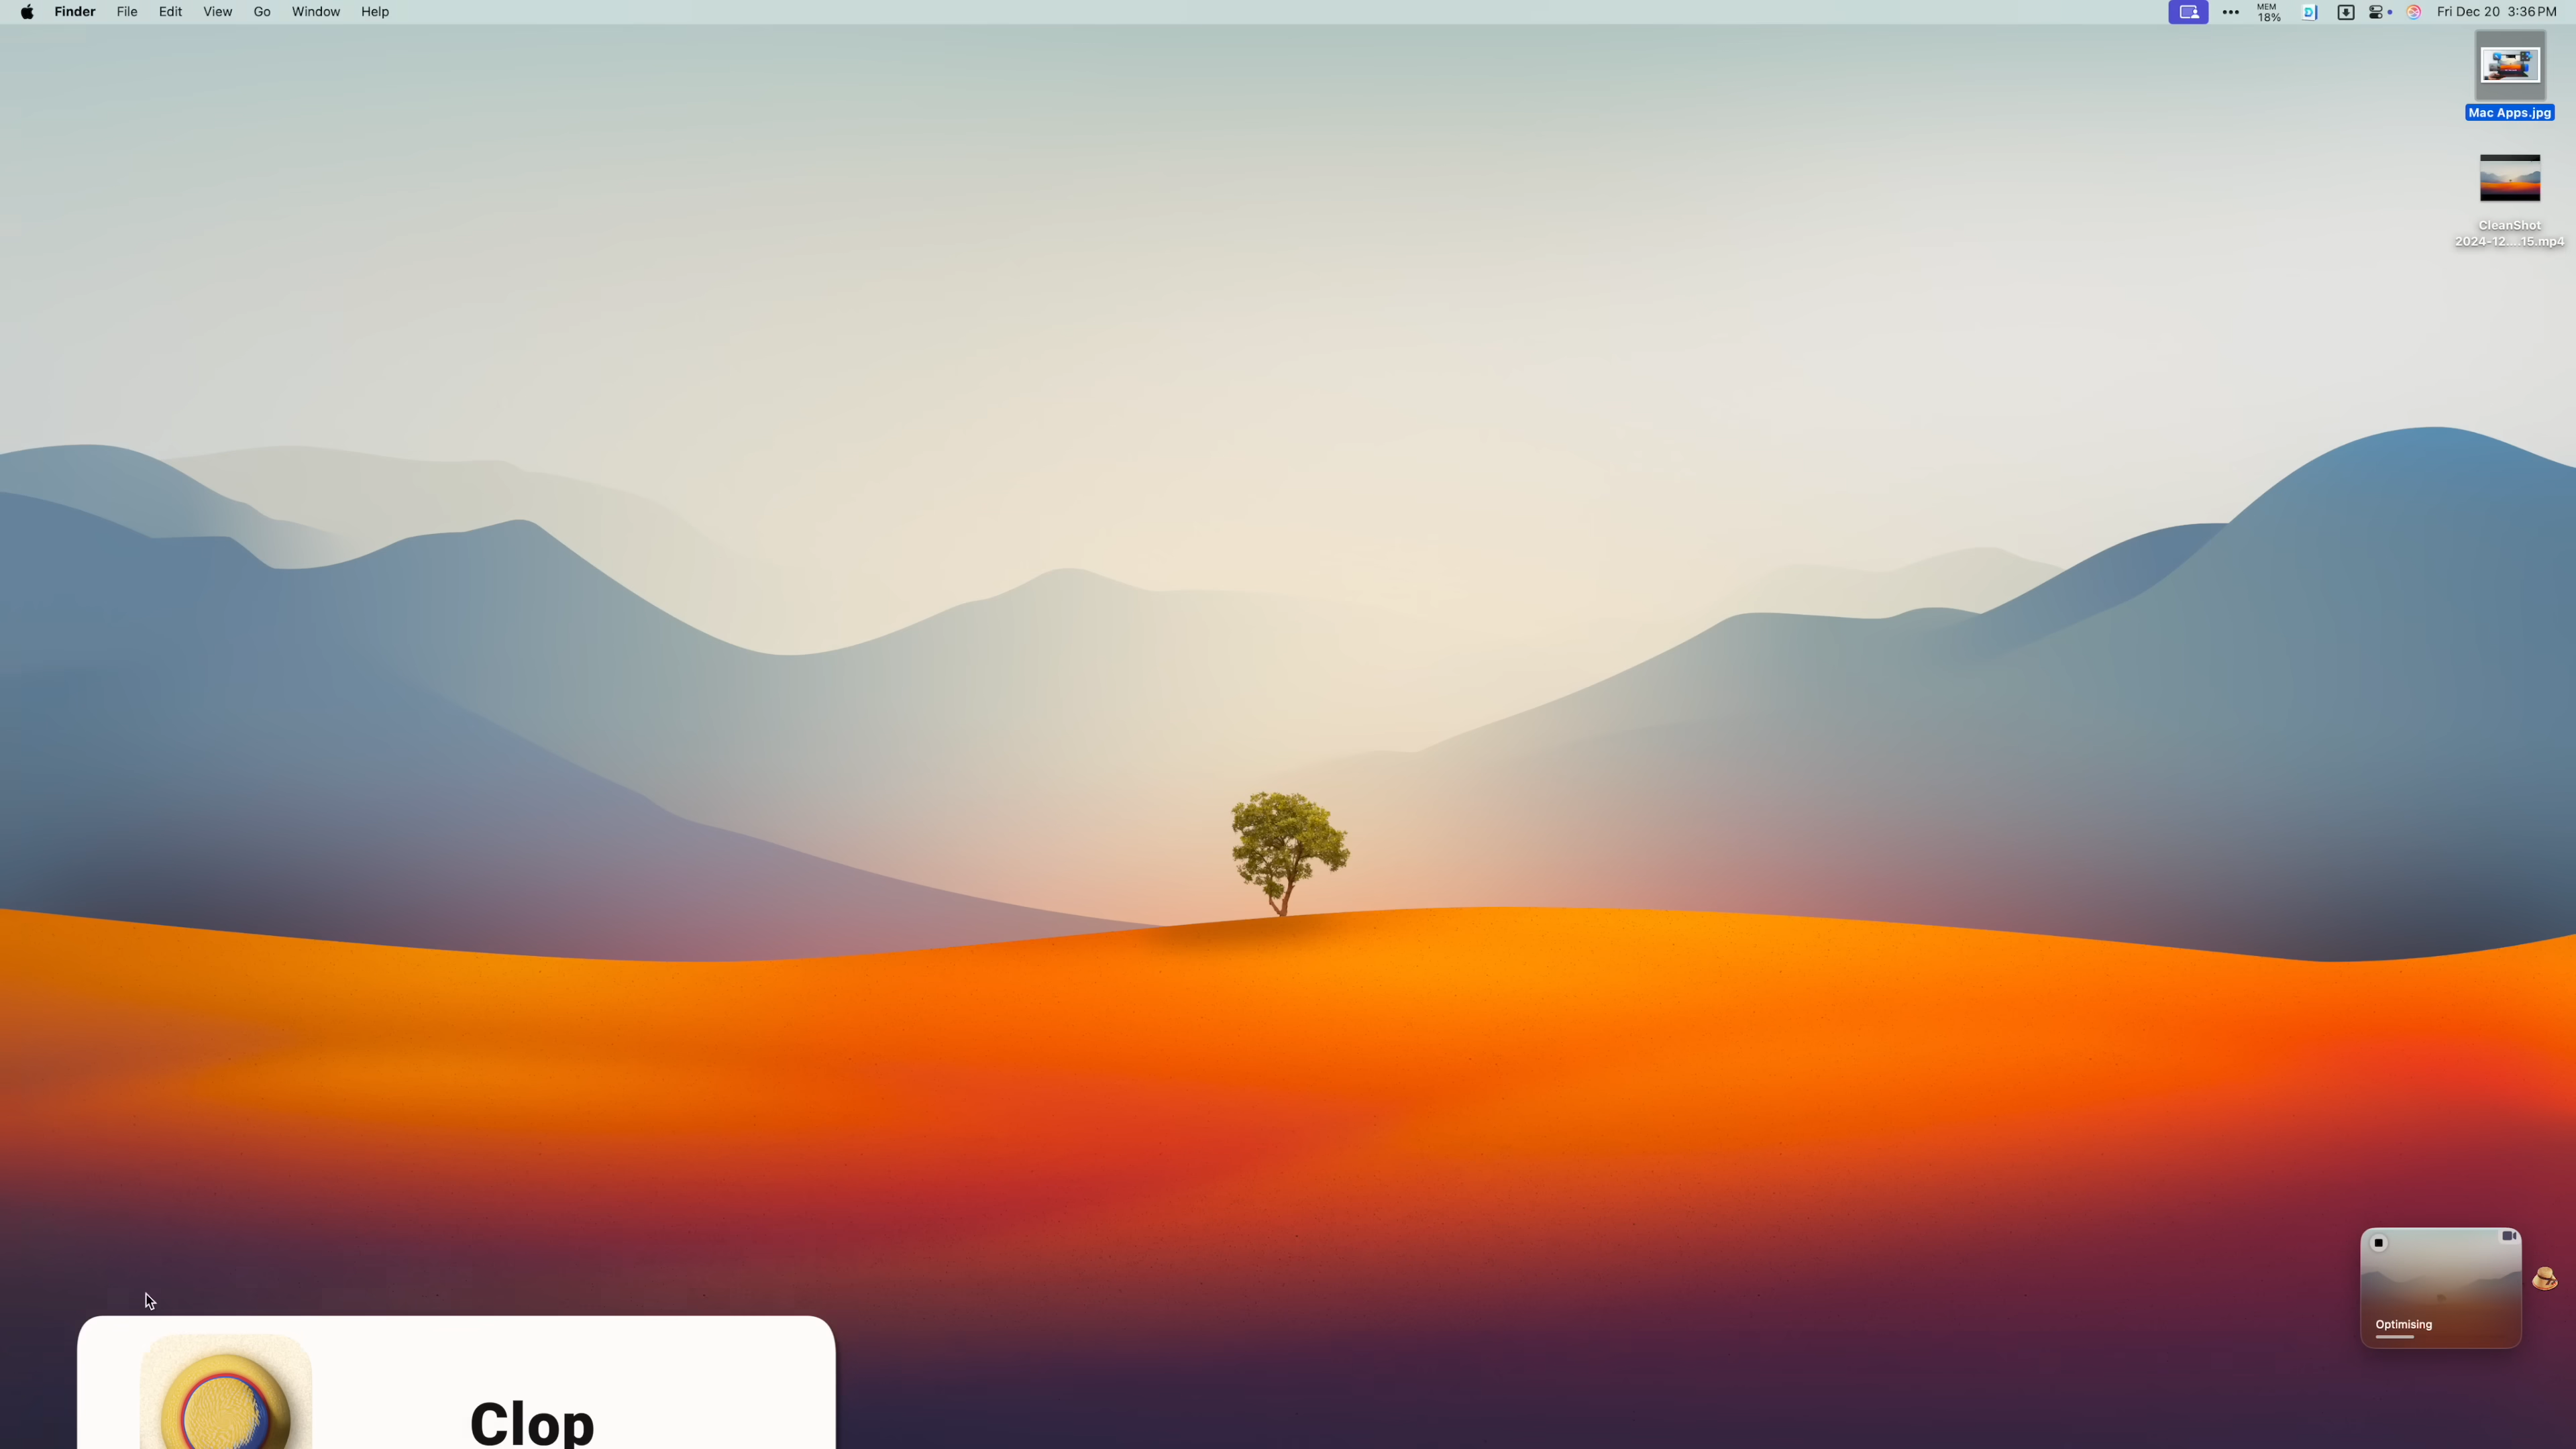 Finder File Edit View Go Window Help
MEM
18%
Fri Dec 20 3:36 PM
Mac Apps.jpg
CleanShot
2024-12....15.mp4
Optimising
Clop